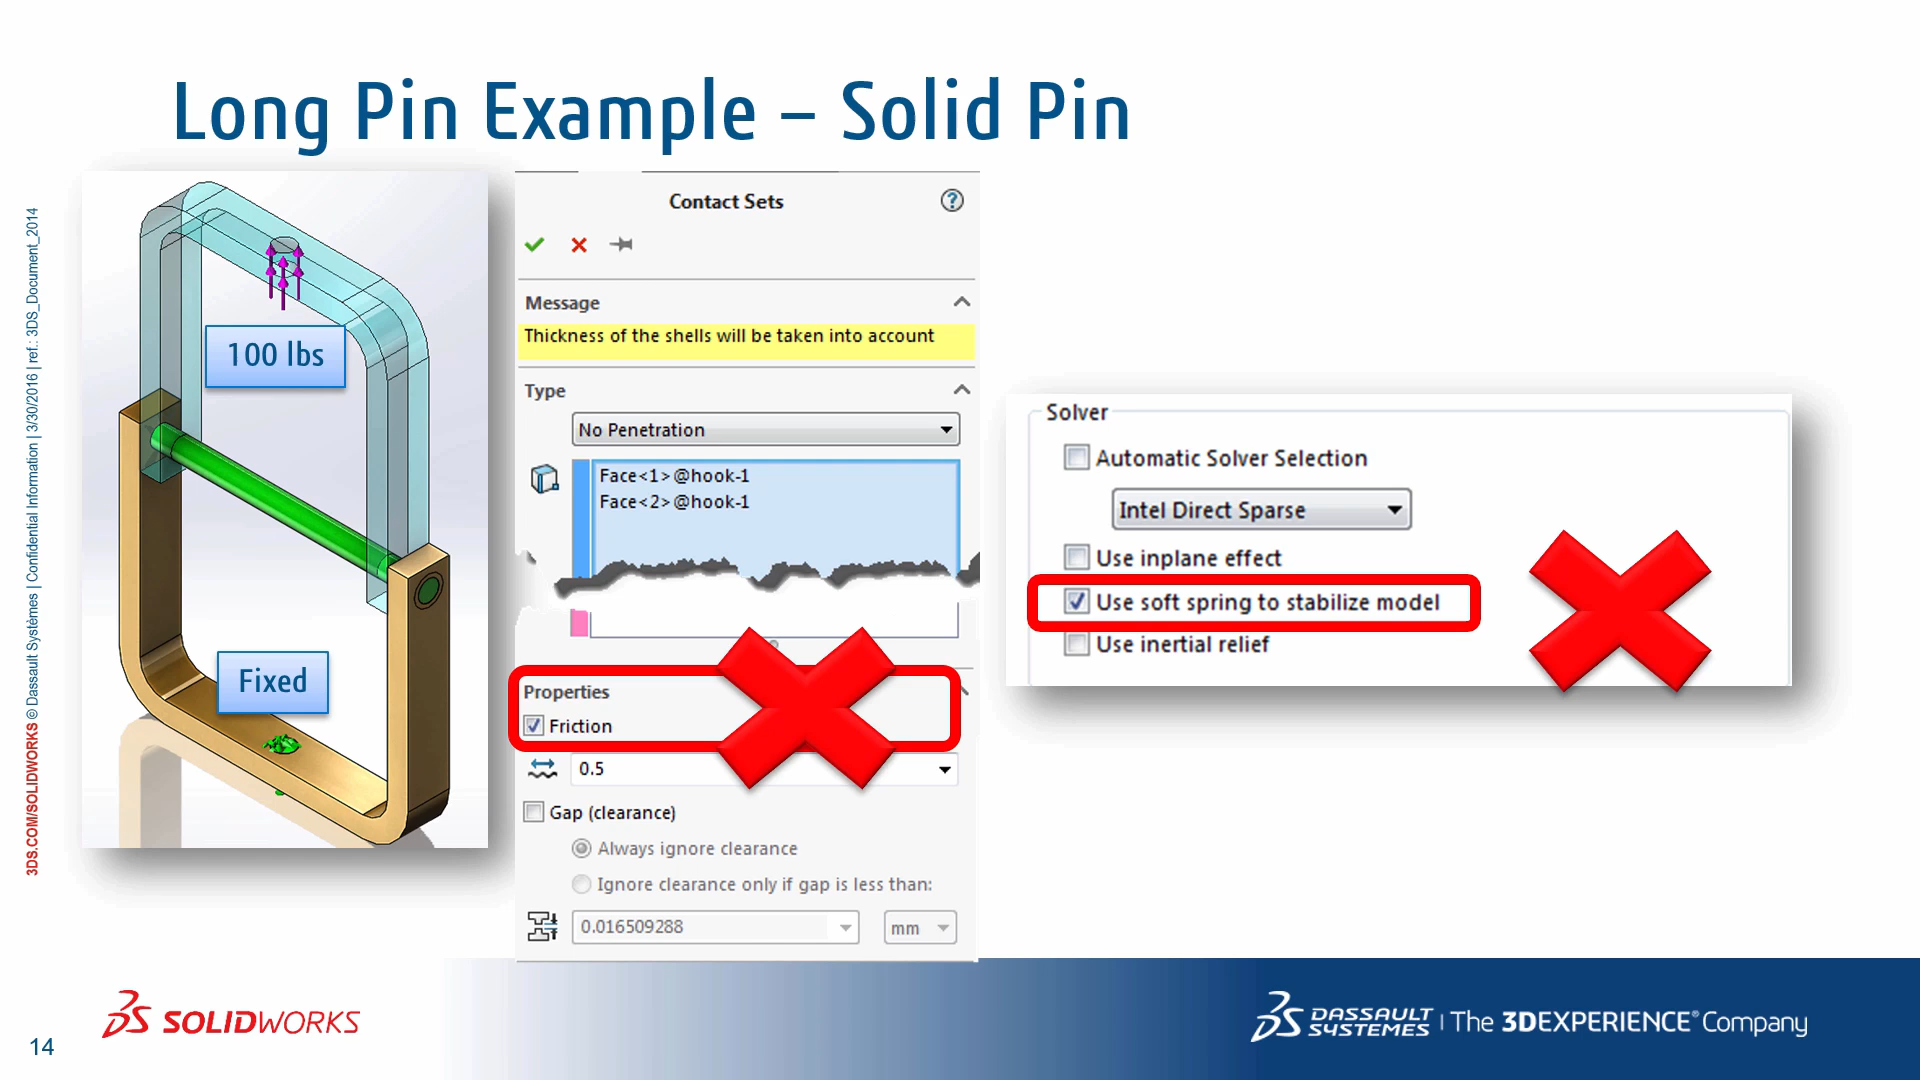 Long Pin Example – Solid Pin
3DS.COM/SOLIDWORKS © Dassault Systèmes | Confidential Information | 3/30/2016 | ref.: 3DS_Document_2014
100 lbs
Fixed
Contact Sets
?
Message
Thickness of the shells will be taken into account
Type
No Penetration
Face<1>@hook-1
Face<2>@hook-1
Properties
Friction
0.5
Gap (clearance)
Always ignore clearance
Ignore clearance only if gap is less than:
0.016509288
mm
Solver
Automatic Solver Selection
Intel Direct Sparse
Use inplane effect
Use soft spring to stabilize model
Use inertial relief
SOLIDWORKS
DASSAULT SYSTEMES | The 3DEXPERIENCE® Company
14